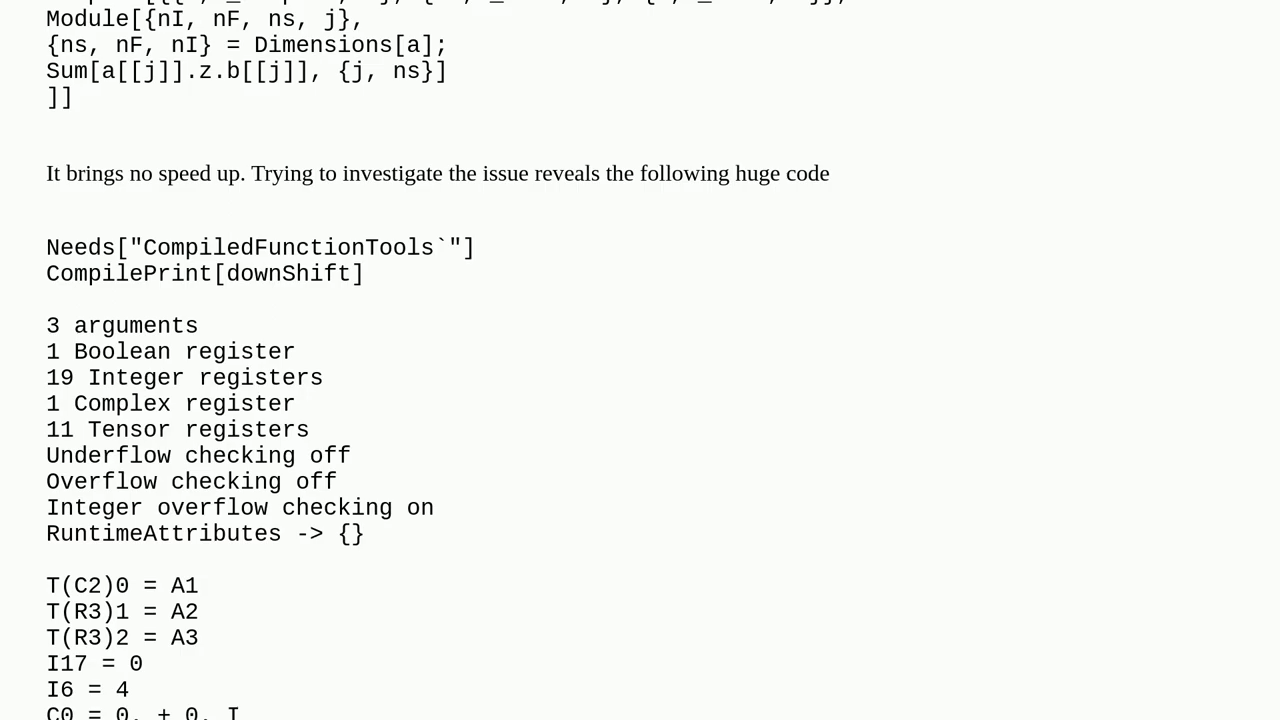 Module[{nI, nF, ns, j},
{ns, nF, nI} = Dimensions[a];
Sum[a[[j]].z.b[[j]], {j, ns}]
]]
It brings no speed up. Trying to investigate the issue reveals the following huge code
Needs["CompiledFunctionTools`"]
CompilePrint[downShift]
3 arguments
1 Boolean register
19 Integer registers
1 Complex register
11 Tensor registers
Underflow checking off
Overflow checking off
Integer overflow checking on
RuntimeAttributes -> {}
T(C2)0 = A1
T(R3)1 = A2
T(R3)2 = A3
I17 = 0
I6 = 4
C0 = 0. + 0. I